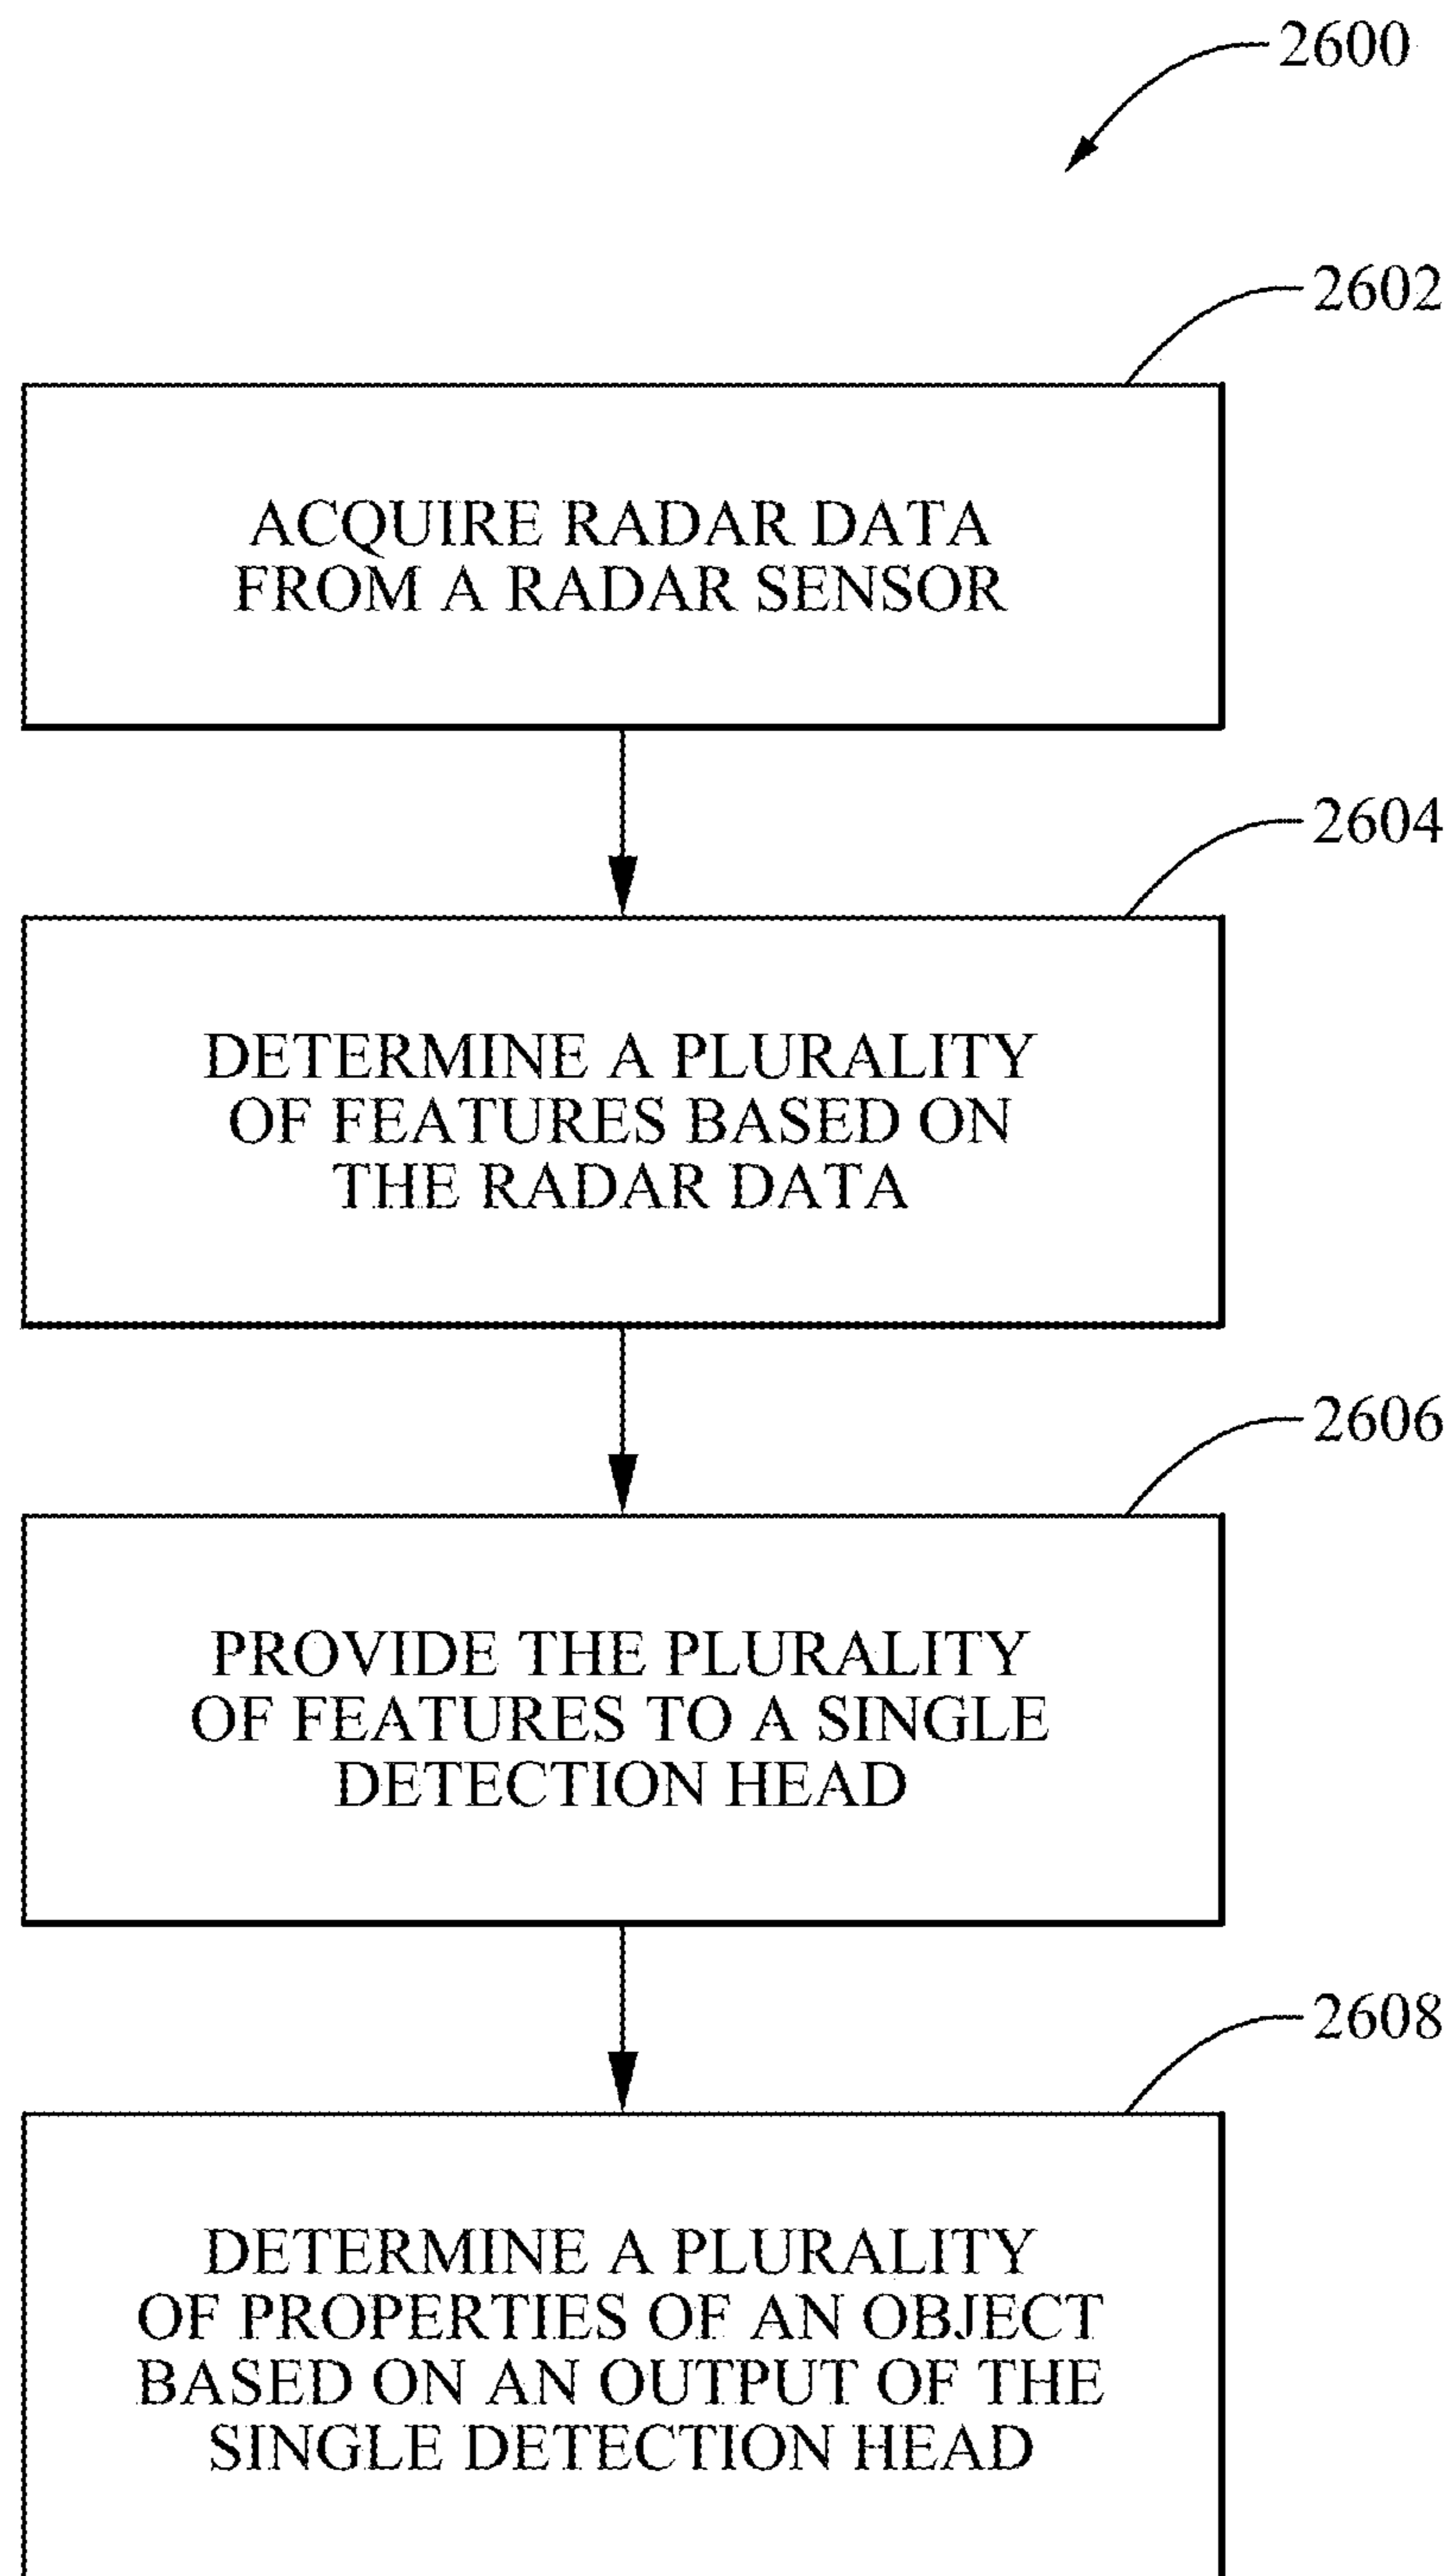 2600
2602
ACQUIRE RADAR DATA
FROM A RADAR SENSOR
2604
DETERMINE A PLURALITY
OF FEATURES BASED ON
THE RADAR DATA
2606
PROVIDE THE PLURALITY
OF FEATURES TO A SINGLE
DETECTION HEAD
2608
DETERMINE A PLURALITY
OF PROPERTIES OF AN OBJECT
BASED ON AN OUTPUT OF THE
SINGLE DETECTION HEAD